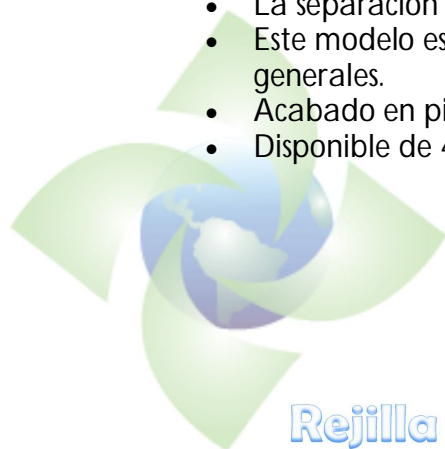 La separación
Este modelo es
generales.
Acabado en pi
Disponible de 4
Rejilla